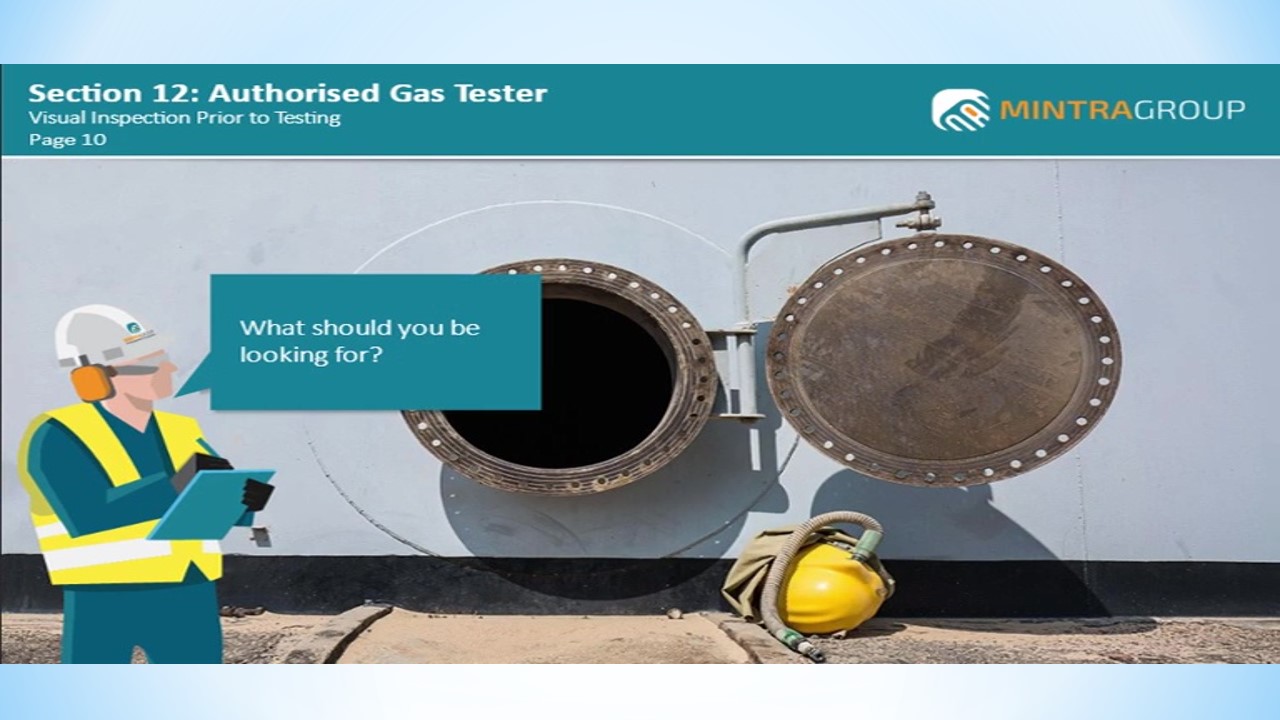 Section 12: Authorised Gas Tester
Visual Inspection Prior to Testing
Page 10
MINTRAGROUP
What should you be
looking for?